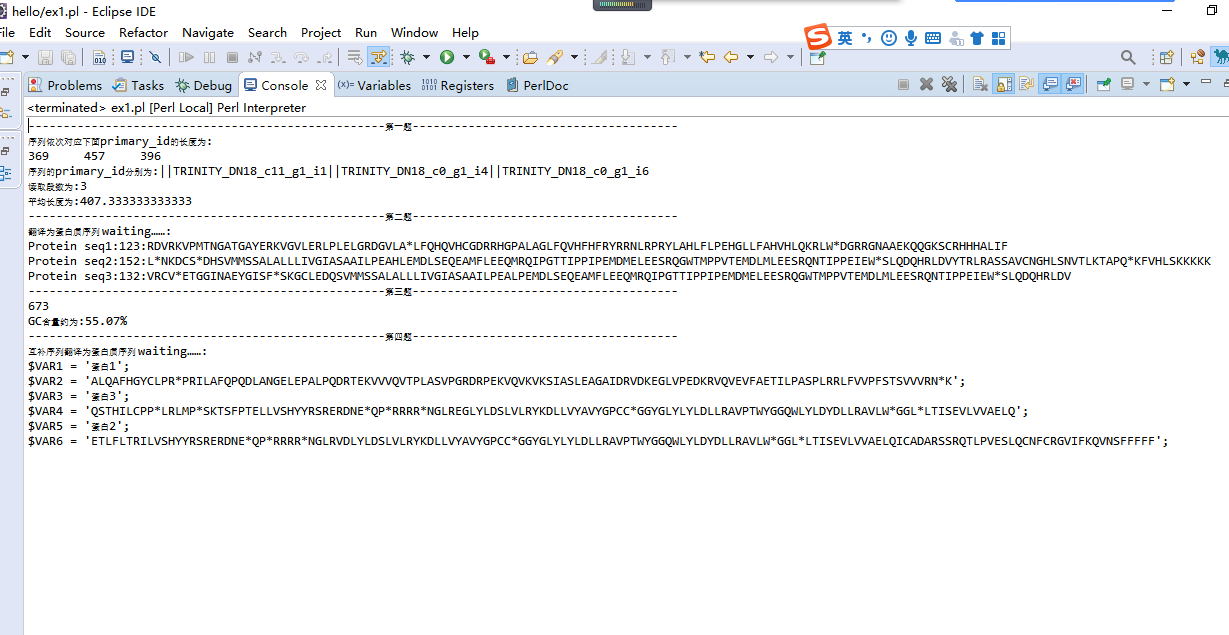 hello/ex1.pl - Eclipse IDE
File Edit Source Refactor Navigate Search Project Run Window Help
英
Problems Tasks Debug Console Variables Registers PerlDoc
<terminated> ex1.pl [Perl Local] Perl Interpreter
---------------------------------------------------第一题--------------------------------------
序列依次对应下面primary_id的长度为:
369 457 396
序列的primary_id分别为:||TRINITY_DN18_c11_g1_i1||TRINITY_DN18_c0_g1_i4||TRINITY_DN18_c0_g1_i6
读取段数为:3
平均长度为:407.333333333333
---------------------------------------------------第二题--------------------------------------
翻译为蛋白质序列waiting……:
Protein seq1:123:RDVRKVPMTNGATGAYERKVGVLERLPLELGRDGVLA*LFQHQVHCGDRRHGPALAGLFQVHFHFRYRRNLRPRYLAHLFLPEHGLLFAHVHLQKRLW*DGRRGNAAEKQQGKSCRHHHALIF
Protein seq2:152:L*NKDCS*DHSVMMSSALALLLIVGIASAAILPEAHLEMDLSEQEAMFLEEQMRQIPGTTIPPIPEMDMELEESRQGWTMPPVTEMDLMLEESRQNTIPPEIEW*SLQDQHRLDVYTRLRASSAVCNGHLSNVTLKTAPQ*KFVHLSKKKKK
Protein seq3:132:VRCV*ETGGINAEYGISF*SKGCLEDQSVMMSSALALLLIVGIASAAILPEALPEMDLSEQEAMFLEEQMRQIPGTTIPPIPEMDMELEESRQGWTMPPVTEMDLMLEESRQNTIPPEIEW*SLQDQHRLDV
---------------------------------------------------第三题--------------------------------------
673
GC含量约为:55.07%
---------------------------------------------------第四题--------------------------------------
互补序列翻译为蛋白质序列waiting……:
$VAR1 = '蛋白1';
$VAR2 = 'ALQAFHGYCLPR*PRILAFQPQDLANGELEPALPQDRTEKVVVQVTPLASVPGRDRPEKVQVKVKSIASLEAGAIDRVDKEGLVPEDKRVQVEVFAETILPASPLRRLFVVPFSTSVVVRN*K';
$VAR3 = '蛋白3';
$VAR4 = 'QSTHILCPP*LRLMP*SKTSFPTELLVSHYYRSRERDNE*QP*RRRR*NGLREGLYLDSLVLRYKDLLVYAVYGPCC*GGYGLYLYLDLLRAVPTWYGGQWLYLDYDLLRAVLW*GGL*LTISEVLVVAELQ';
$VAR5 = '蛋白2';
$VAR6 = 'ETLFLTRILVSHYYRSRERDNE*QP*RRRR*NGLRVDLYLDSLVLRYKDLLVYAVYGPCC*GGYGLYLYLDLLRAVPTWYGGQWLYLDYDLLRAVLW*GGL*LTISEVLVVAELQICADARSSRQTLPVESLQCNFCRGVIFKQVNSFFFFF';